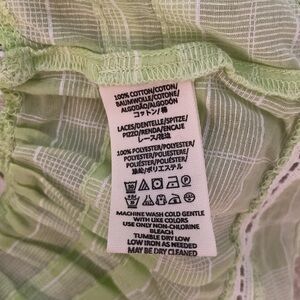 100% COTTON/COTON/
BAUMWOLLE/COTONE/
ALGODÃO/ALGODÓN
コットン/棉
LACES/DENTELLE/SPITZE/
PIZZO/RENDA/ENCAJE
レース/花边
100% POLYESTER/POLYESTER/
POLYESTER/POLIESTERE/
POLIÉSTER/POLIÉSTER
ポリエステル
MACHINE WASH COLD GENTLE
WITH LIKE COLORS
USE ONLY NON-CHLORINE
BLEACH
TUMBLE DRY LOW
LOW IRON AS NEEDED
MAY BE DRY CLEANED